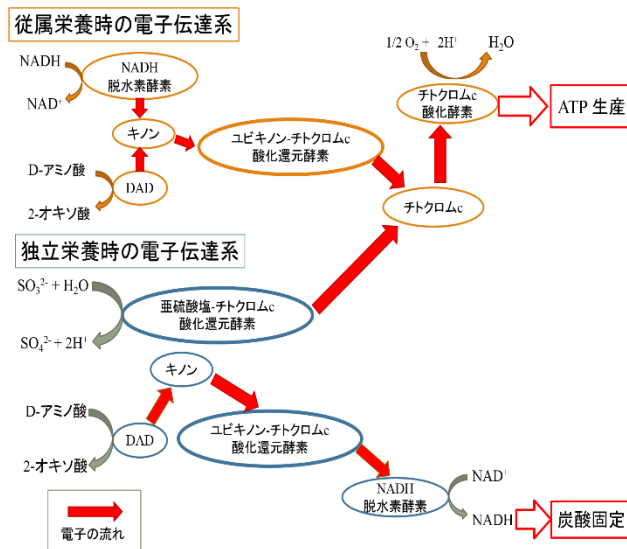 従属栄養時の電子伝達系
1/2 O₂ + 2H⁺
H₂O
NADH
NAD⁺
NADH
脱水素酵素
チトクロムc
酸化酵素
ATP 生産
キノン
ユビキノン-チトクロムc
酸化還元酵素
D-アミノ酸
DAD
2-オキソ酸
チトクロムc
独立栄養時の電子伝達系
SO₃²⁻ + H₂O
亜硫酸塩-チトクロムc
酸化還元酵素
SO₄²⁻ + 2H⁺
キノン
D-アミノ酸
DAD
2-オキソ酸
ユビキノン-チトクロムc
酸化還元酵素
NADH
脱水素酵素
NAD⁺
NADH
炭酸固定
電子の流れ